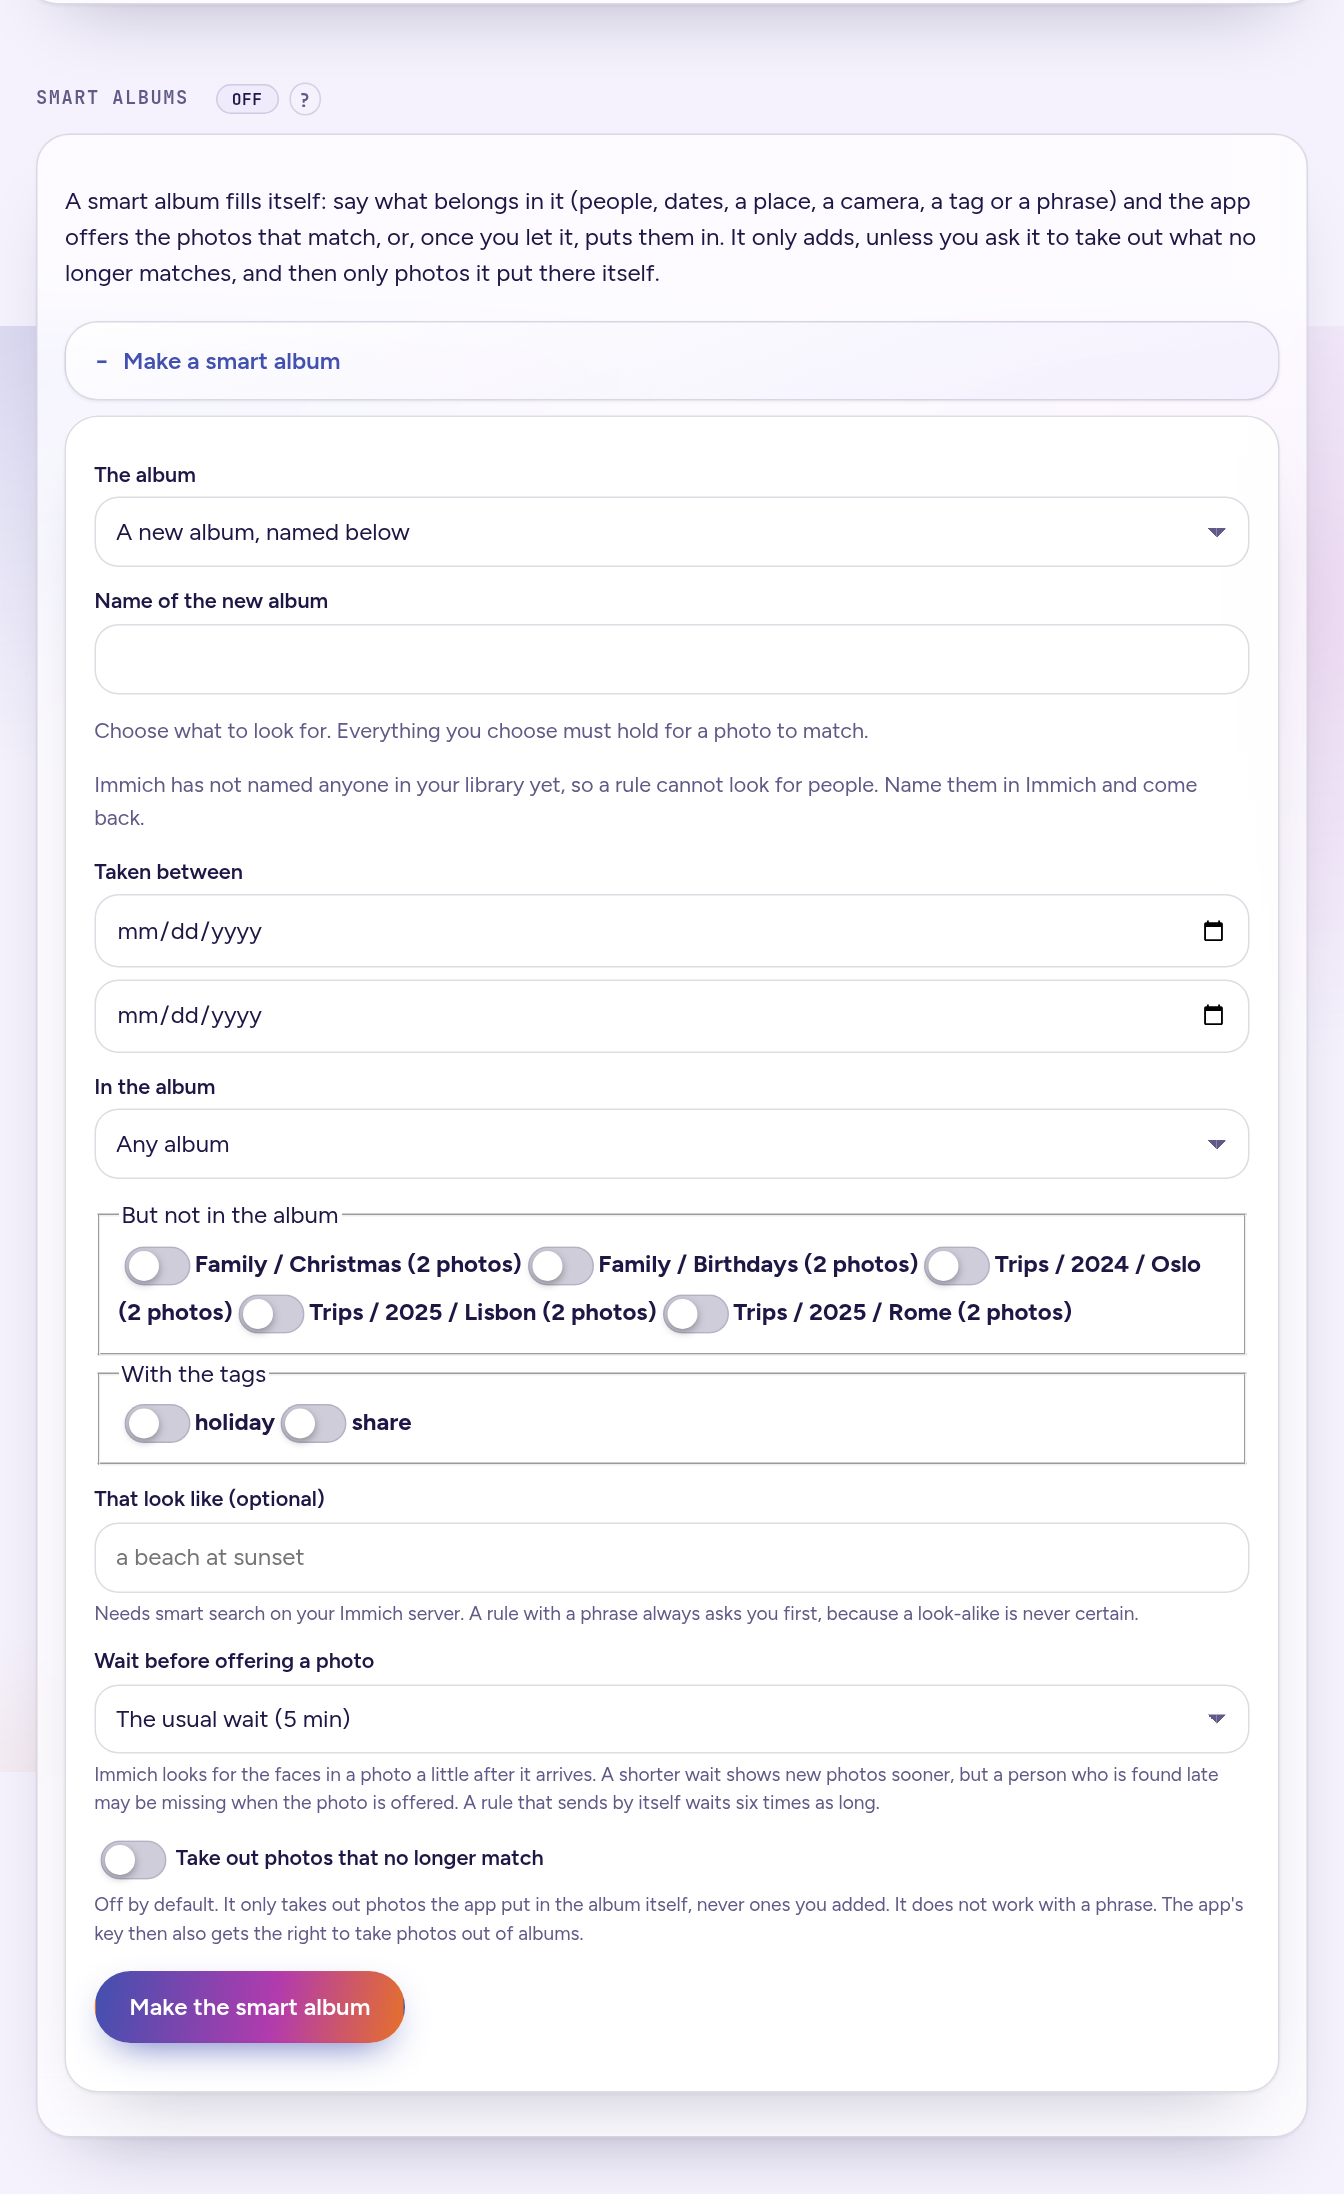 SMART ALBUMS OFF ?
A smart album fills itself: say what belongs in it (people, dates, a place, a camera, a tag or a phrase) and the app
offers the photos that match, or, once you let it, puts them in. It only adds, unless you ask it to take out what no
longer matches, and then only photos it put there itself.
– Make a smart album
The album
A new album, named below
Name of the new album
Choose what to look for. Everything you choose must hold for a photo to match.
Immich has not named anyone in your library yet, so a rule cannot look for people. Name them in Immich and come
back.
Taken between
mm/dd/yyyy
mm/dd/yyyy
In the album
Any album
But not in the album
Family / Christmas (2 photos) Family / Birthdays (2 photos) Trips / 2024 / Oslo
(2 photos) Trips / 2025 / Lisbon (2 photos) Trips / 2025 / Rome (2 photos)
With the tags
holiday share
That look like (optional)
a beach at sunset
Needs smart search on your Immich server. A rule with a phrase always asks you first, because a look-alike is never certain.
Wait before offering a photo
The usual wait (5 min)
Immich looks for the faces in a photo a little after it arrives. A shorter wait shows new photos sooner, but a person who is found late
may be missing when the photo is offered. A rule that sends by itself waits six times as long.
Take out photos that no longer match
Off by default. It only takes out photos the app put in the album itself, never ones you added. It does not work with a phrase. The app's
key then also gets the right to take photos out of albums.
Make the smart album